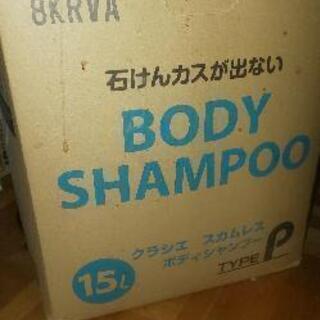 8KRVA
石けんカスが出ない
BODY
SHAMPOO
クラシエ スカムレス
ボディシャンプー
TYPE P
15L